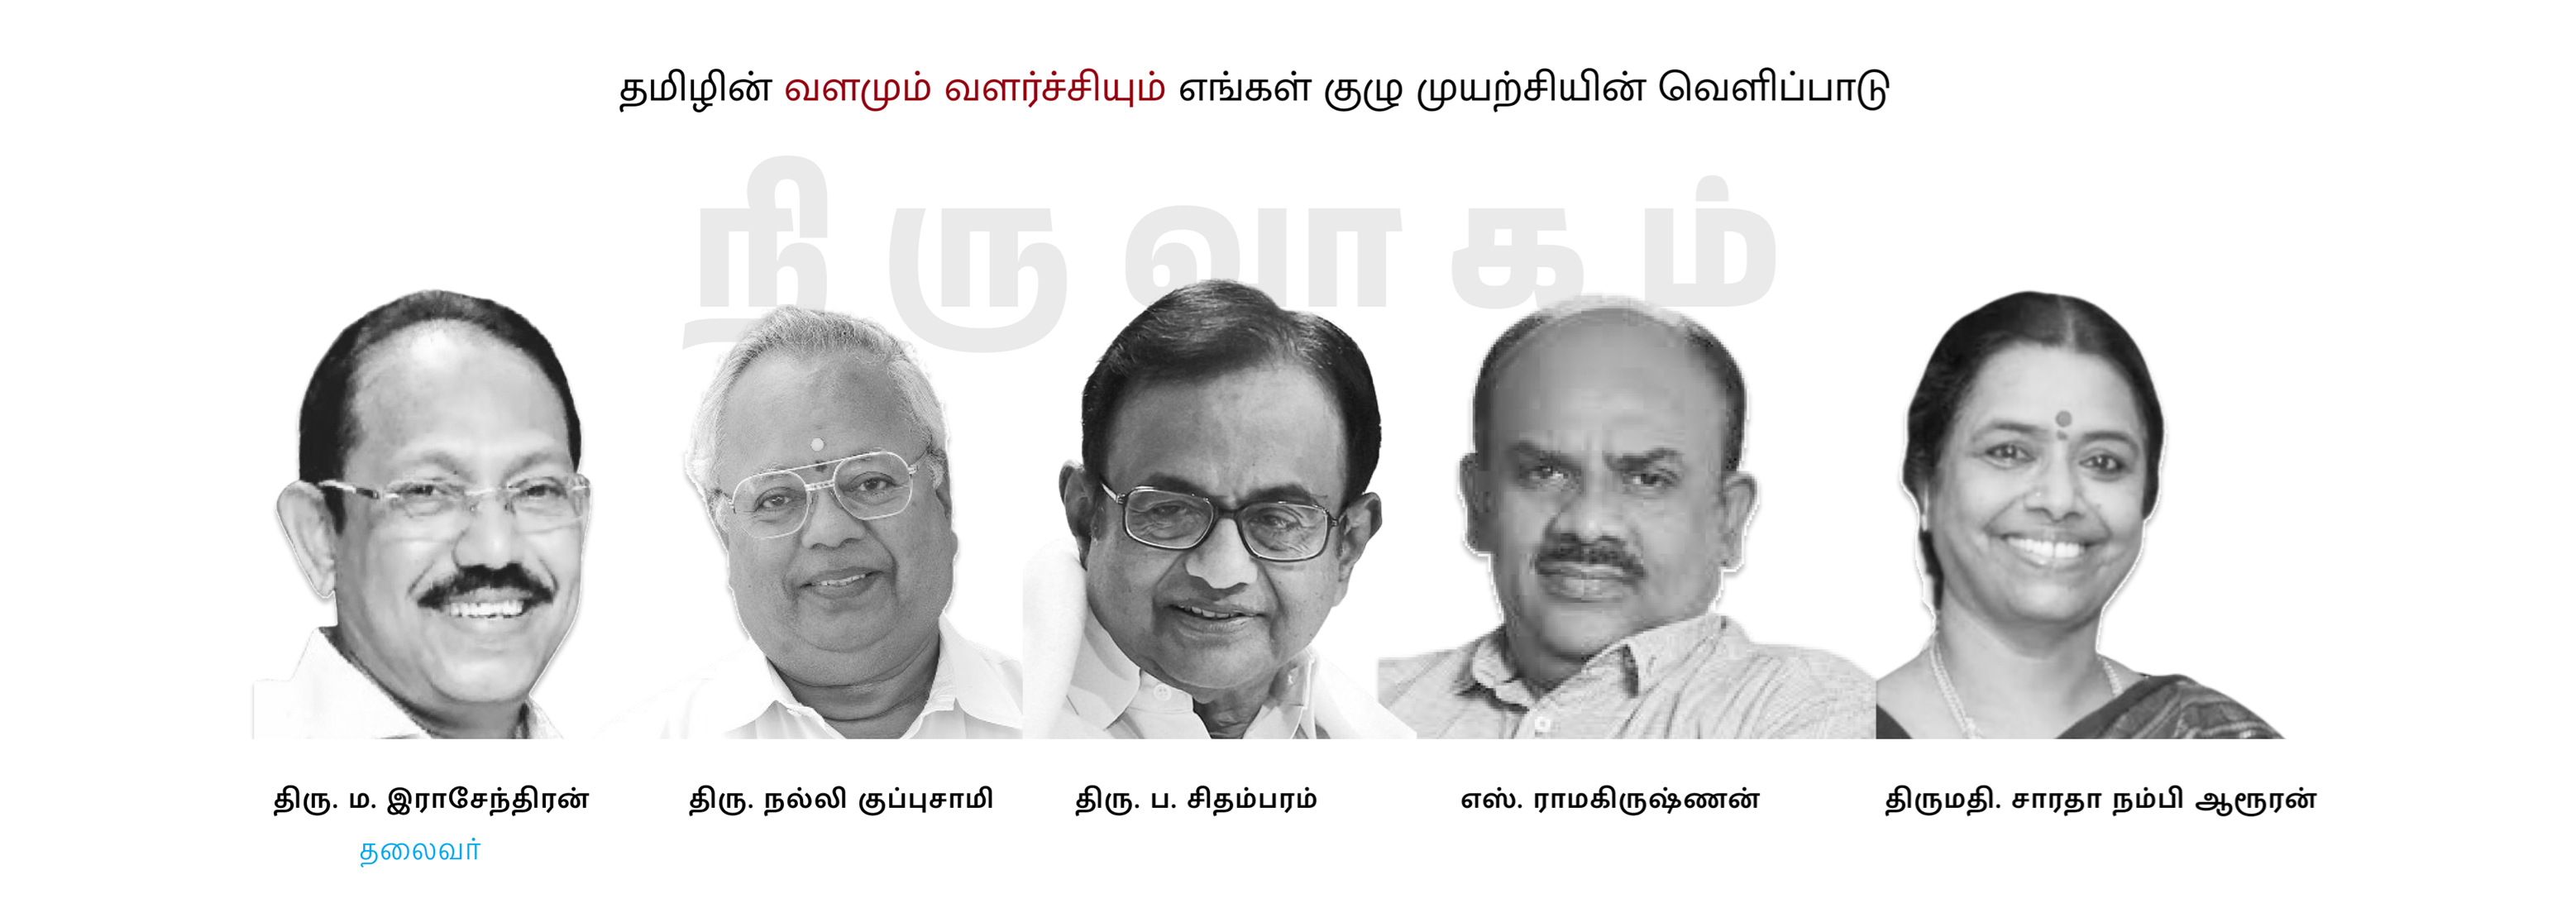 தமிழின் வளமும் வளர்ச்சியும் எங்கள் குழு முயற்சியின் வெளிப்பாடு
நிருவாகம்
திரு. ம. இராசேந்திரன்
தலைவர்
திரு. நல்லி குப்புசாமி
திரு. ப. சிதம்பரம்
எஸ். ராமகிருஷ்ணன்
திருமதி. சாரதா நம்பி ஆரூரன்